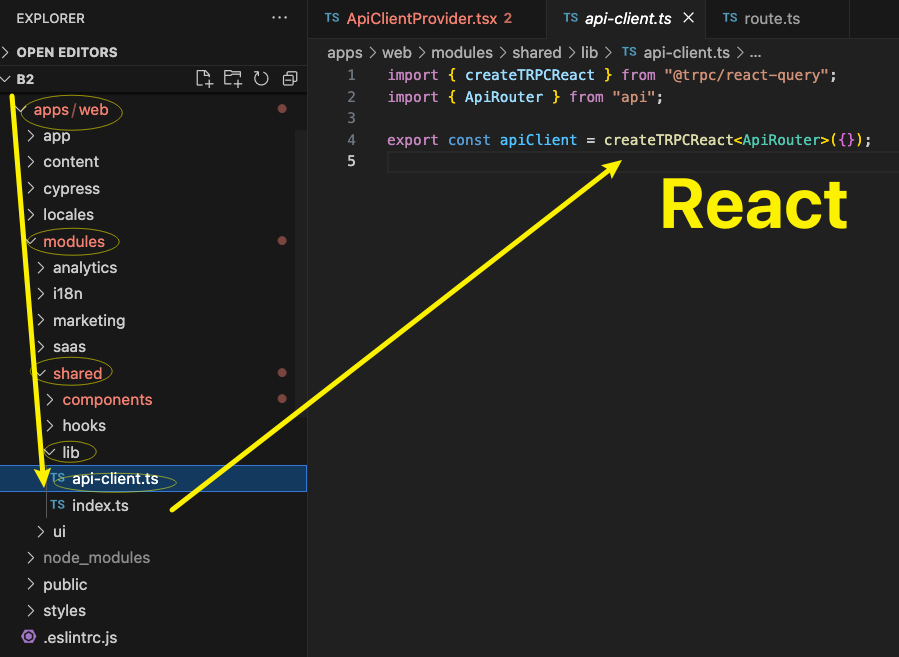 EXPLORER
OPEN EDITORS
B2
apps/web
app
content
cypress
locales
modules
analytics
i18n
marketing
saas
shared
components
hooks
lib
TS api-client.ts
TS index.ts
ui
node_modules
public
styles
.eslintrc.js
TS ApiClientProvider.tsx 2
TS api-client.ts
TS route.ts
apps > web > modules > shared > lib > TS api-client.ts > ...
1 import { createTRPCReact } from "@trpc/react-query";
2 import { ApiRouter } from "api";
3
4 export const apiClient = createTRPCReact<ApiRouter>({});
5
React